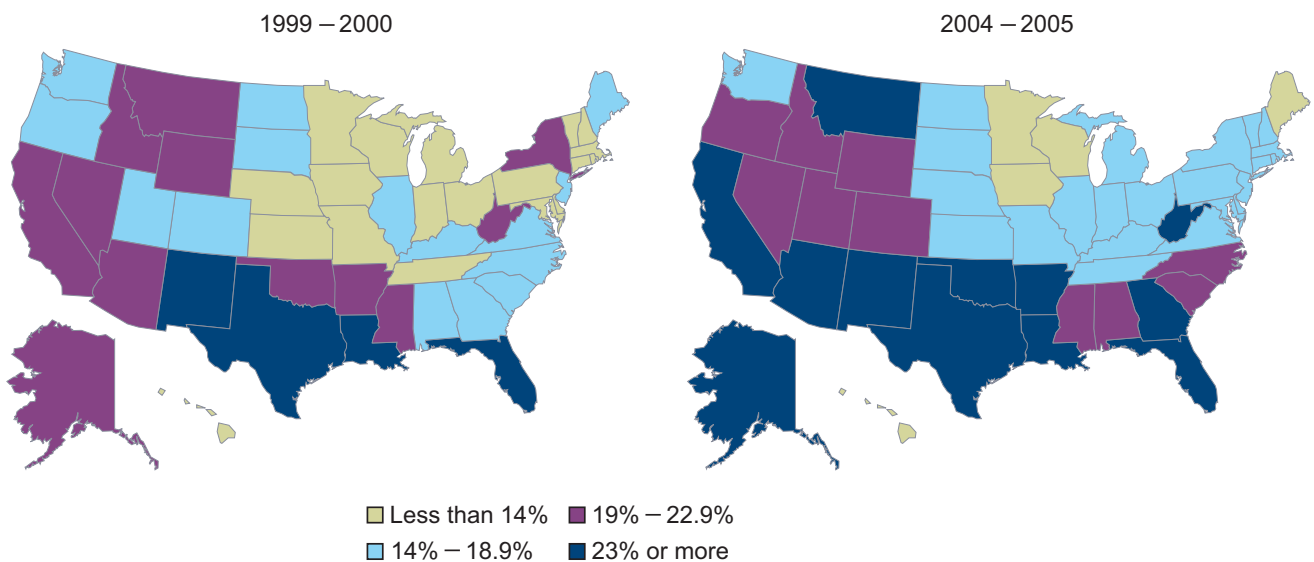 1999 – 2000
2004 – 2005
Less than 14%
19% – 22.9%
14% – 18.9%
23% or more